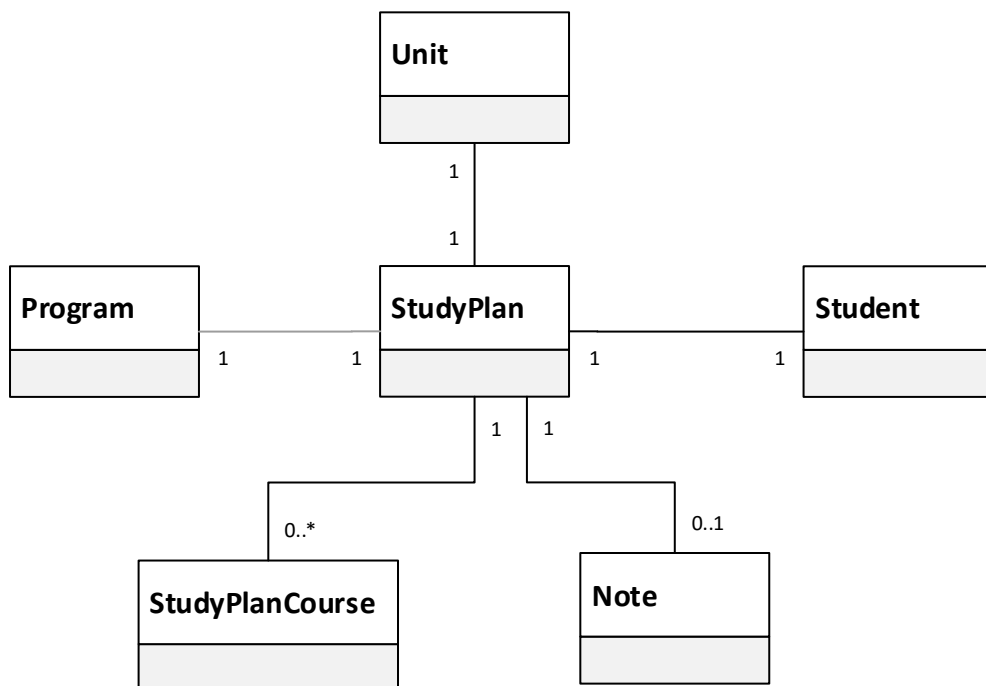 Unit
1
1
Program
StudyPlan
Student
1
1
1
1
1
1
0..*
0..1
StudyPlanCourse
Note